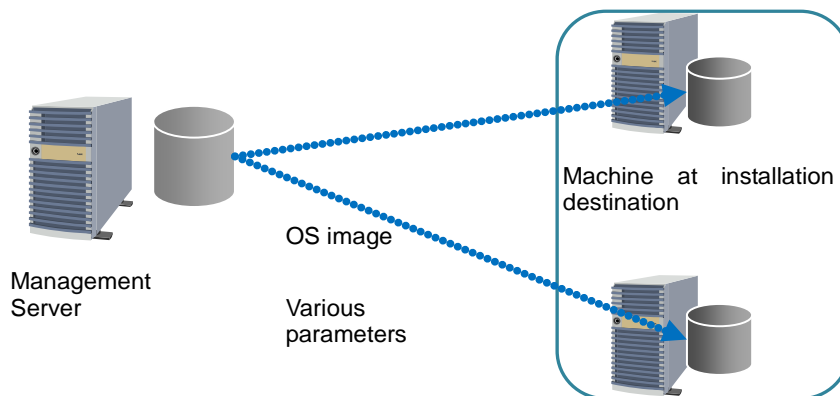 Machine at installation
destination
OS image
Management
Server
Various
parameters